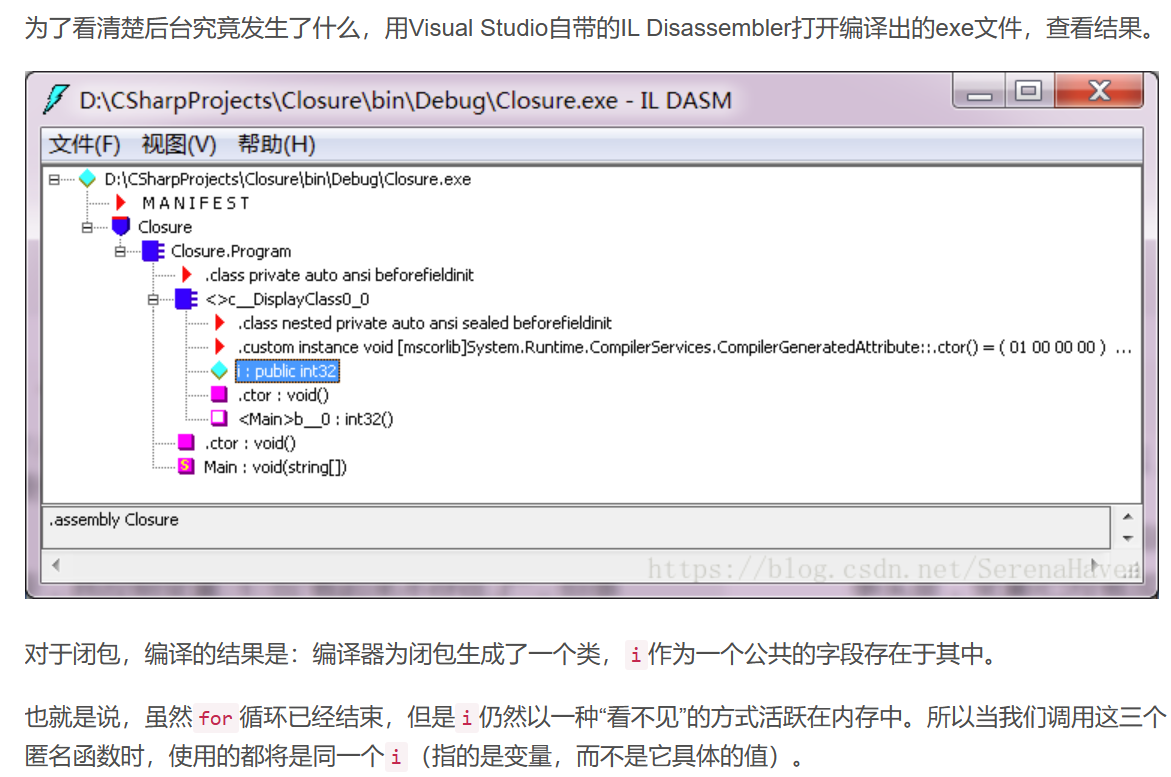 为了看清楚后台究竟发生了什么，用Visual Studio自带的IL Disassembler打开编译出的exe文件，查看结果。
D:\CSharpProjects\Closure\bin\Debug\Closure.exe - IL DASM
文件(F) 视图(V) 帮助(H)
D:\CSharpProjects\Closure\bin\Debug\Closure.exe
MANIFEST
Closure
Closure.Program
.class private auto ansi beforefieldinit
<>c__DisplayClass0_0
.class nested private auto ansi sealed beforefieldinit
.custom instance void [mscorlib]System.Runtime.CompilerServices.CompilerGeneratedAttribute::.ctor() = ( 01 00 00 00 ) ...
i : public int32
.ctor : void()
<Main>b__0 : int32()
.ctor : void()
S Main : void(string[])
.assembly Closure
https://blog.csdn.net/SerenaHaven
对于闭包，编译的结果是：编译器为闭包生成了一个类，i作为一个公共的字段存在于其中。
也就是说，虽然for循环已经结束，但是i仍然以一种“看不见”的方式活跃在内存中。所以当我们调用这三个
匿名函数时，使用的都将是同一个i（指的是变量，而不是它具体的值）。